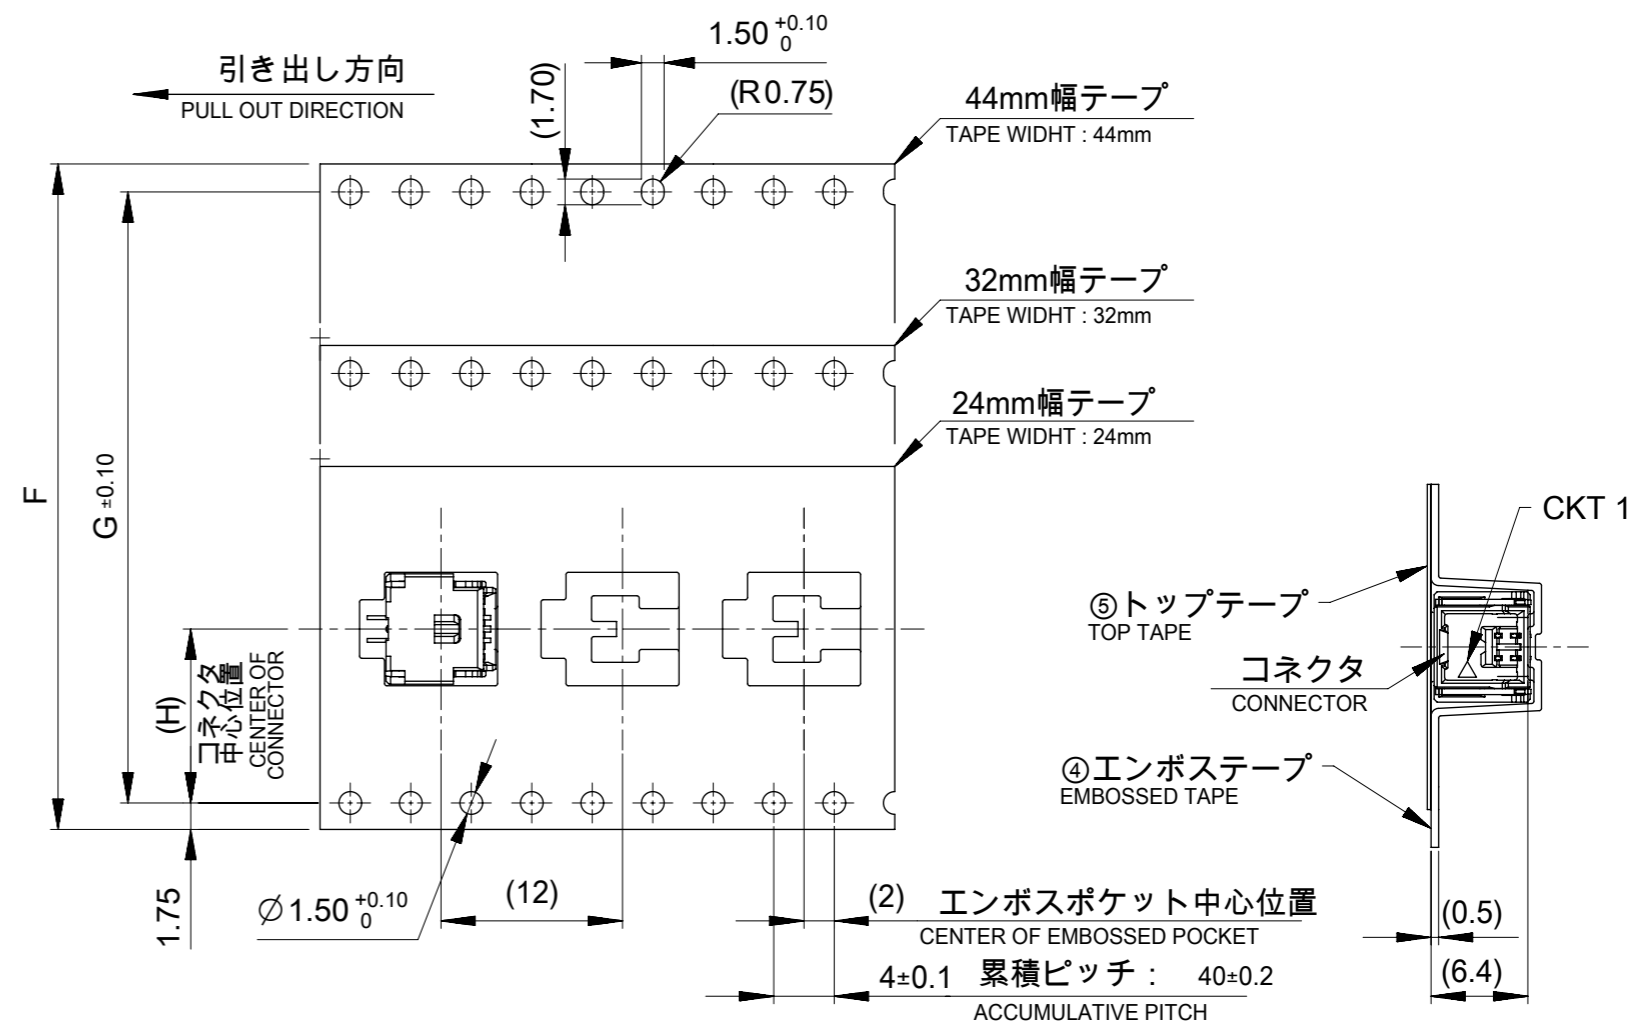 1.50 +0.10 0
引き出し方向
PULL OUT DIRECTION
(1.70)
(R0.75)
44mm幅テープ
TAPE WIDHT : 44mm
32mm幅テープ
TAPE WIDHT : 32mm
24mm幅テープ
TAPE WIDHT : 24mm
F
G ±0.10
(H)
コネクタ
中心位置
CENTER OF
CONNECTOR
1.75
CKT 1
⑤トップテープ
TOP TAPE
コネクタ
CONNECTOR
④エンボステープ
EMBOSSED TAPE
∅1.50 +0.10 0
(12)
(2) エンボスポケット中心位置
CENTER OF EMBOSSED POCKET
4±0.1 累積ピッチ : 40±0.2
ACCUMULATIVE PITCH
(0.5)
(6.4)